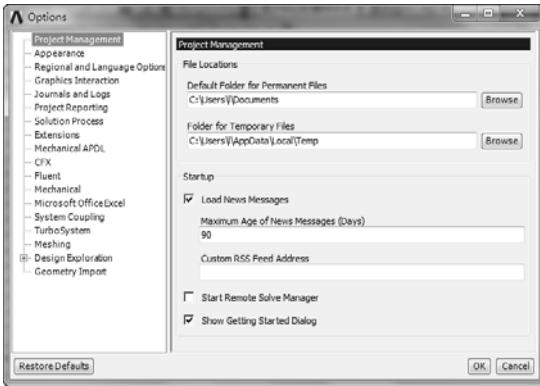 Options
Project Management
Appearance
Regional and Language Option
Graphics Interaction
Journals and Logs
Project Reporting
Solution Process
Extensions
Mechanical APDL
CFX
Fluent
Mechanical
Microsoft Office Excel
System Coupling
TurboSystem
Meshing
Design Exploration
Geometry Import
Project Management
File Locations
Default Folder for Permanent Files
C:\Users\j\Documents
Browse
Folder for Temporary Files
C:\Users\j\AppData\Local\Temp
Browse
Startup
Load News Messages
Maximum Age of News Messages (Days)
90
Custom RSS Feed Address
Start Remote Solve Manager
Show Getting Started Dialog
Restore Defaults
OK
Cancel